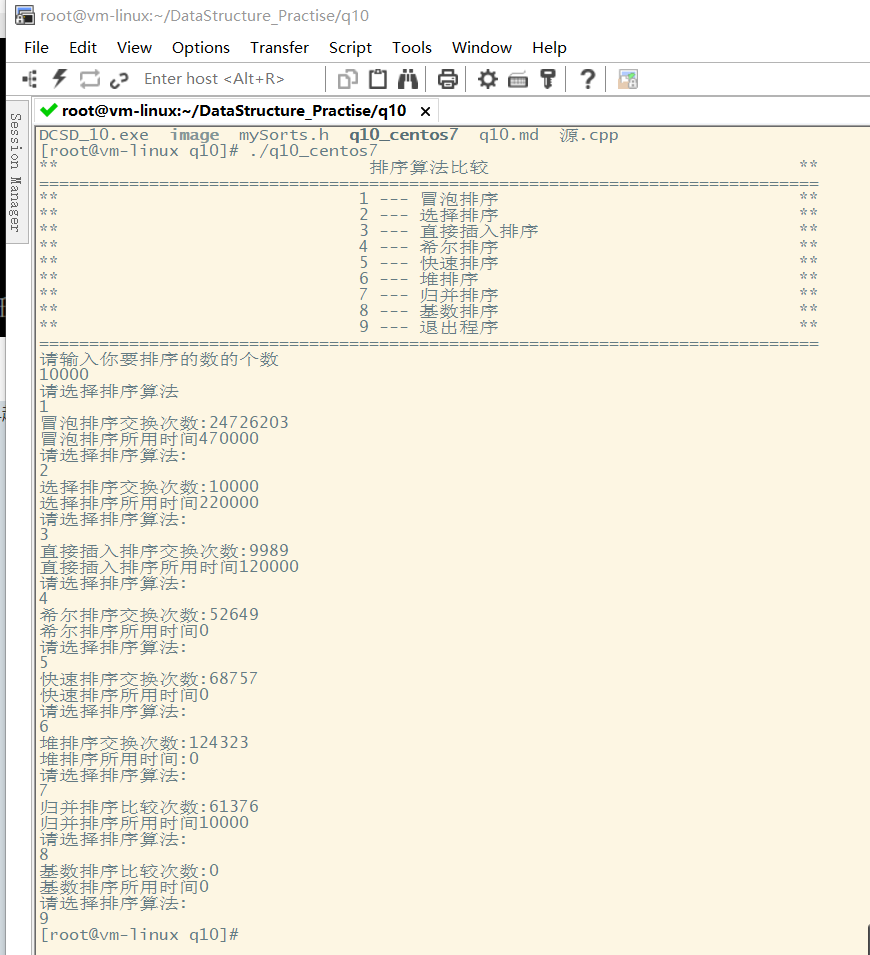 root@vm-linux:~/DataStructure_Practise/q10
File Edit View Options Transfer Script Tools Window Help
Enter host <Alt+R>
Session Manager
root@vm-linux:~/DataStructure_Practise/q10 ×
DCSD_10.exe image mySorts.h q10_centos7 q10.md 源.cpp
[root@vm-linux q10]# ./q10_centos7
** 排序算法比较 **
==============================================================================
** 1 --- 冒泡排序 **
** 2 --- 选择排序 **
** 3 --- 直接插入排序 **
** 4 --- 希尔排序 **
** 5 --- 快速排序 **
** 6 --- 堆排序 **
** 7 --- 归并排序 **
** 8 --- 基数排序 **
** 9 --- 退出程序 **
==============================================================================
请输入你要排序的数的个数
10000
请选择排序算法
1
冒泡排序交换次数:24726203
冒泡排序所用时间470000
请选择排序算法:
2
选择排序交换次数:10000
选择排序所用时间220000
请选择排序算法:
3
直接插入排序交换次数:9989
直接插入排序所用时间120000
请选择排序算法:
4
希尔排序交换次数:52649
希尔排序所用时间0
请选择排序算法:
5
快速排序交换次数:68757
快速排序所用时间0
请选择排序算法:
6
堆排序交换次数:124323
堆排序所用时间:0
请选择排序算法:
7
归并排序比较次数:61376
归并排序所用时间10000
请选择排序算法:
8
基数排序比较次数:0
基数排序所用时间0
请选择排序算法:
9
[root@vm-linux q10]#